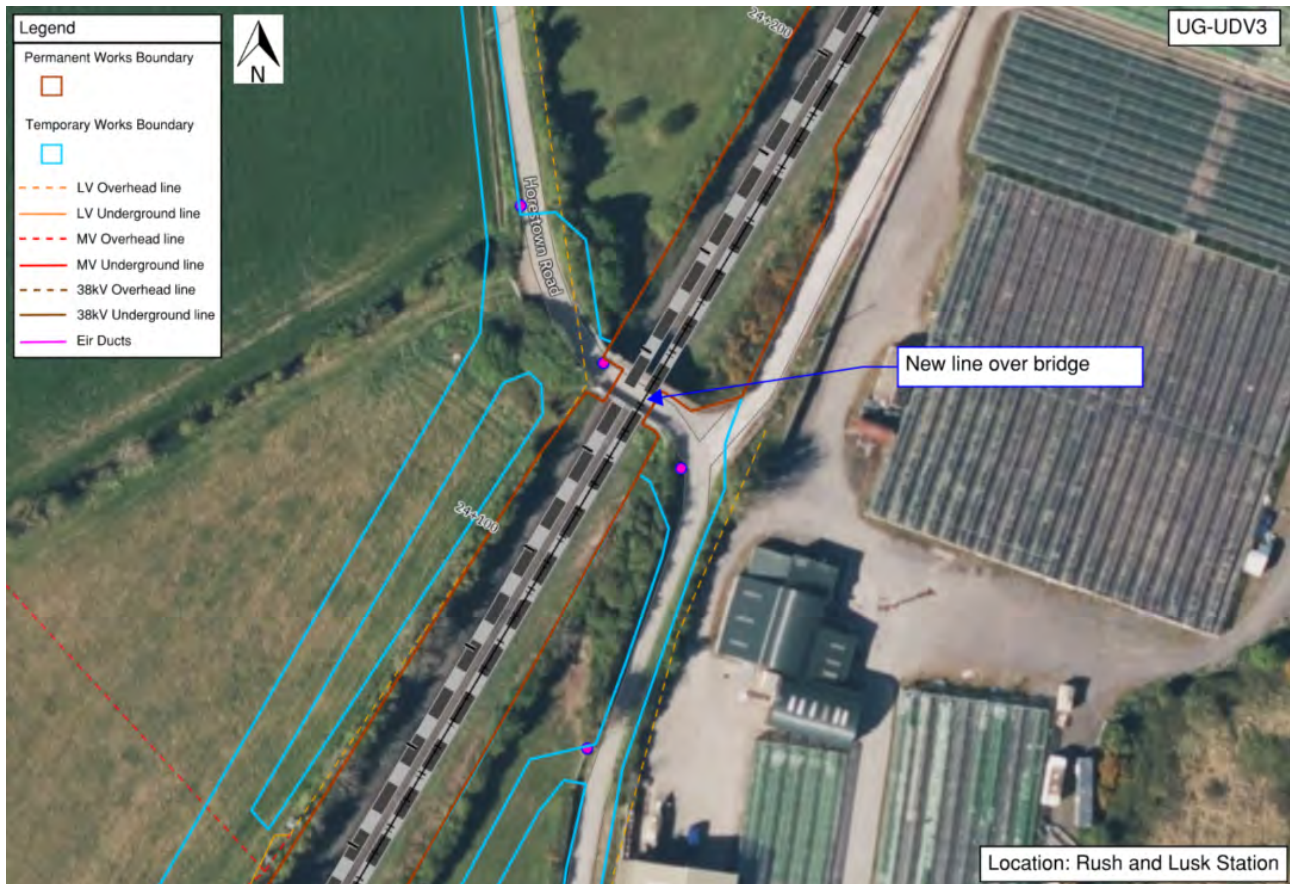 Legend
Permanent Works Boundary
Temporary Works Boundary
LV Overhead line
LV Underground line
MV Overhead line
MV Underground line
38kV Overhead line
38kV Underground line
Eir Ducts
N
UG-UDV3
24+200
Horestown Road
New line over bridge
24+100
Location: Rush and Lusk Station